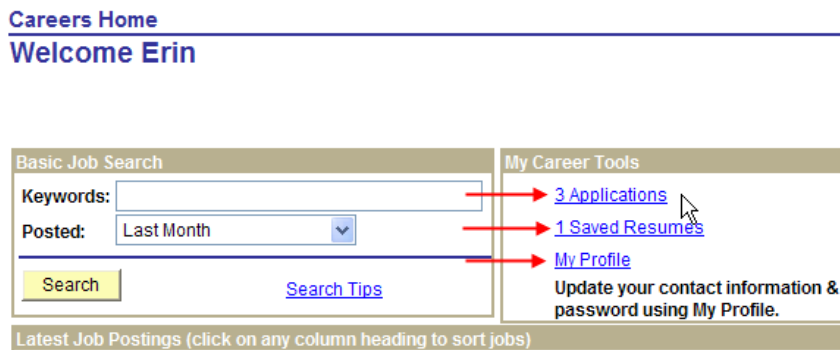 Careers Home
Welcome Erin
Basic Job Search
Keywords:
Posted: Last Month
Search Search Tips
My Career Tools
3 Applications
1 Saved Resumes
My Profile
Update your contact information &
password using My Profile.
Latest Job Postings (click on any column heading to sort jobs)